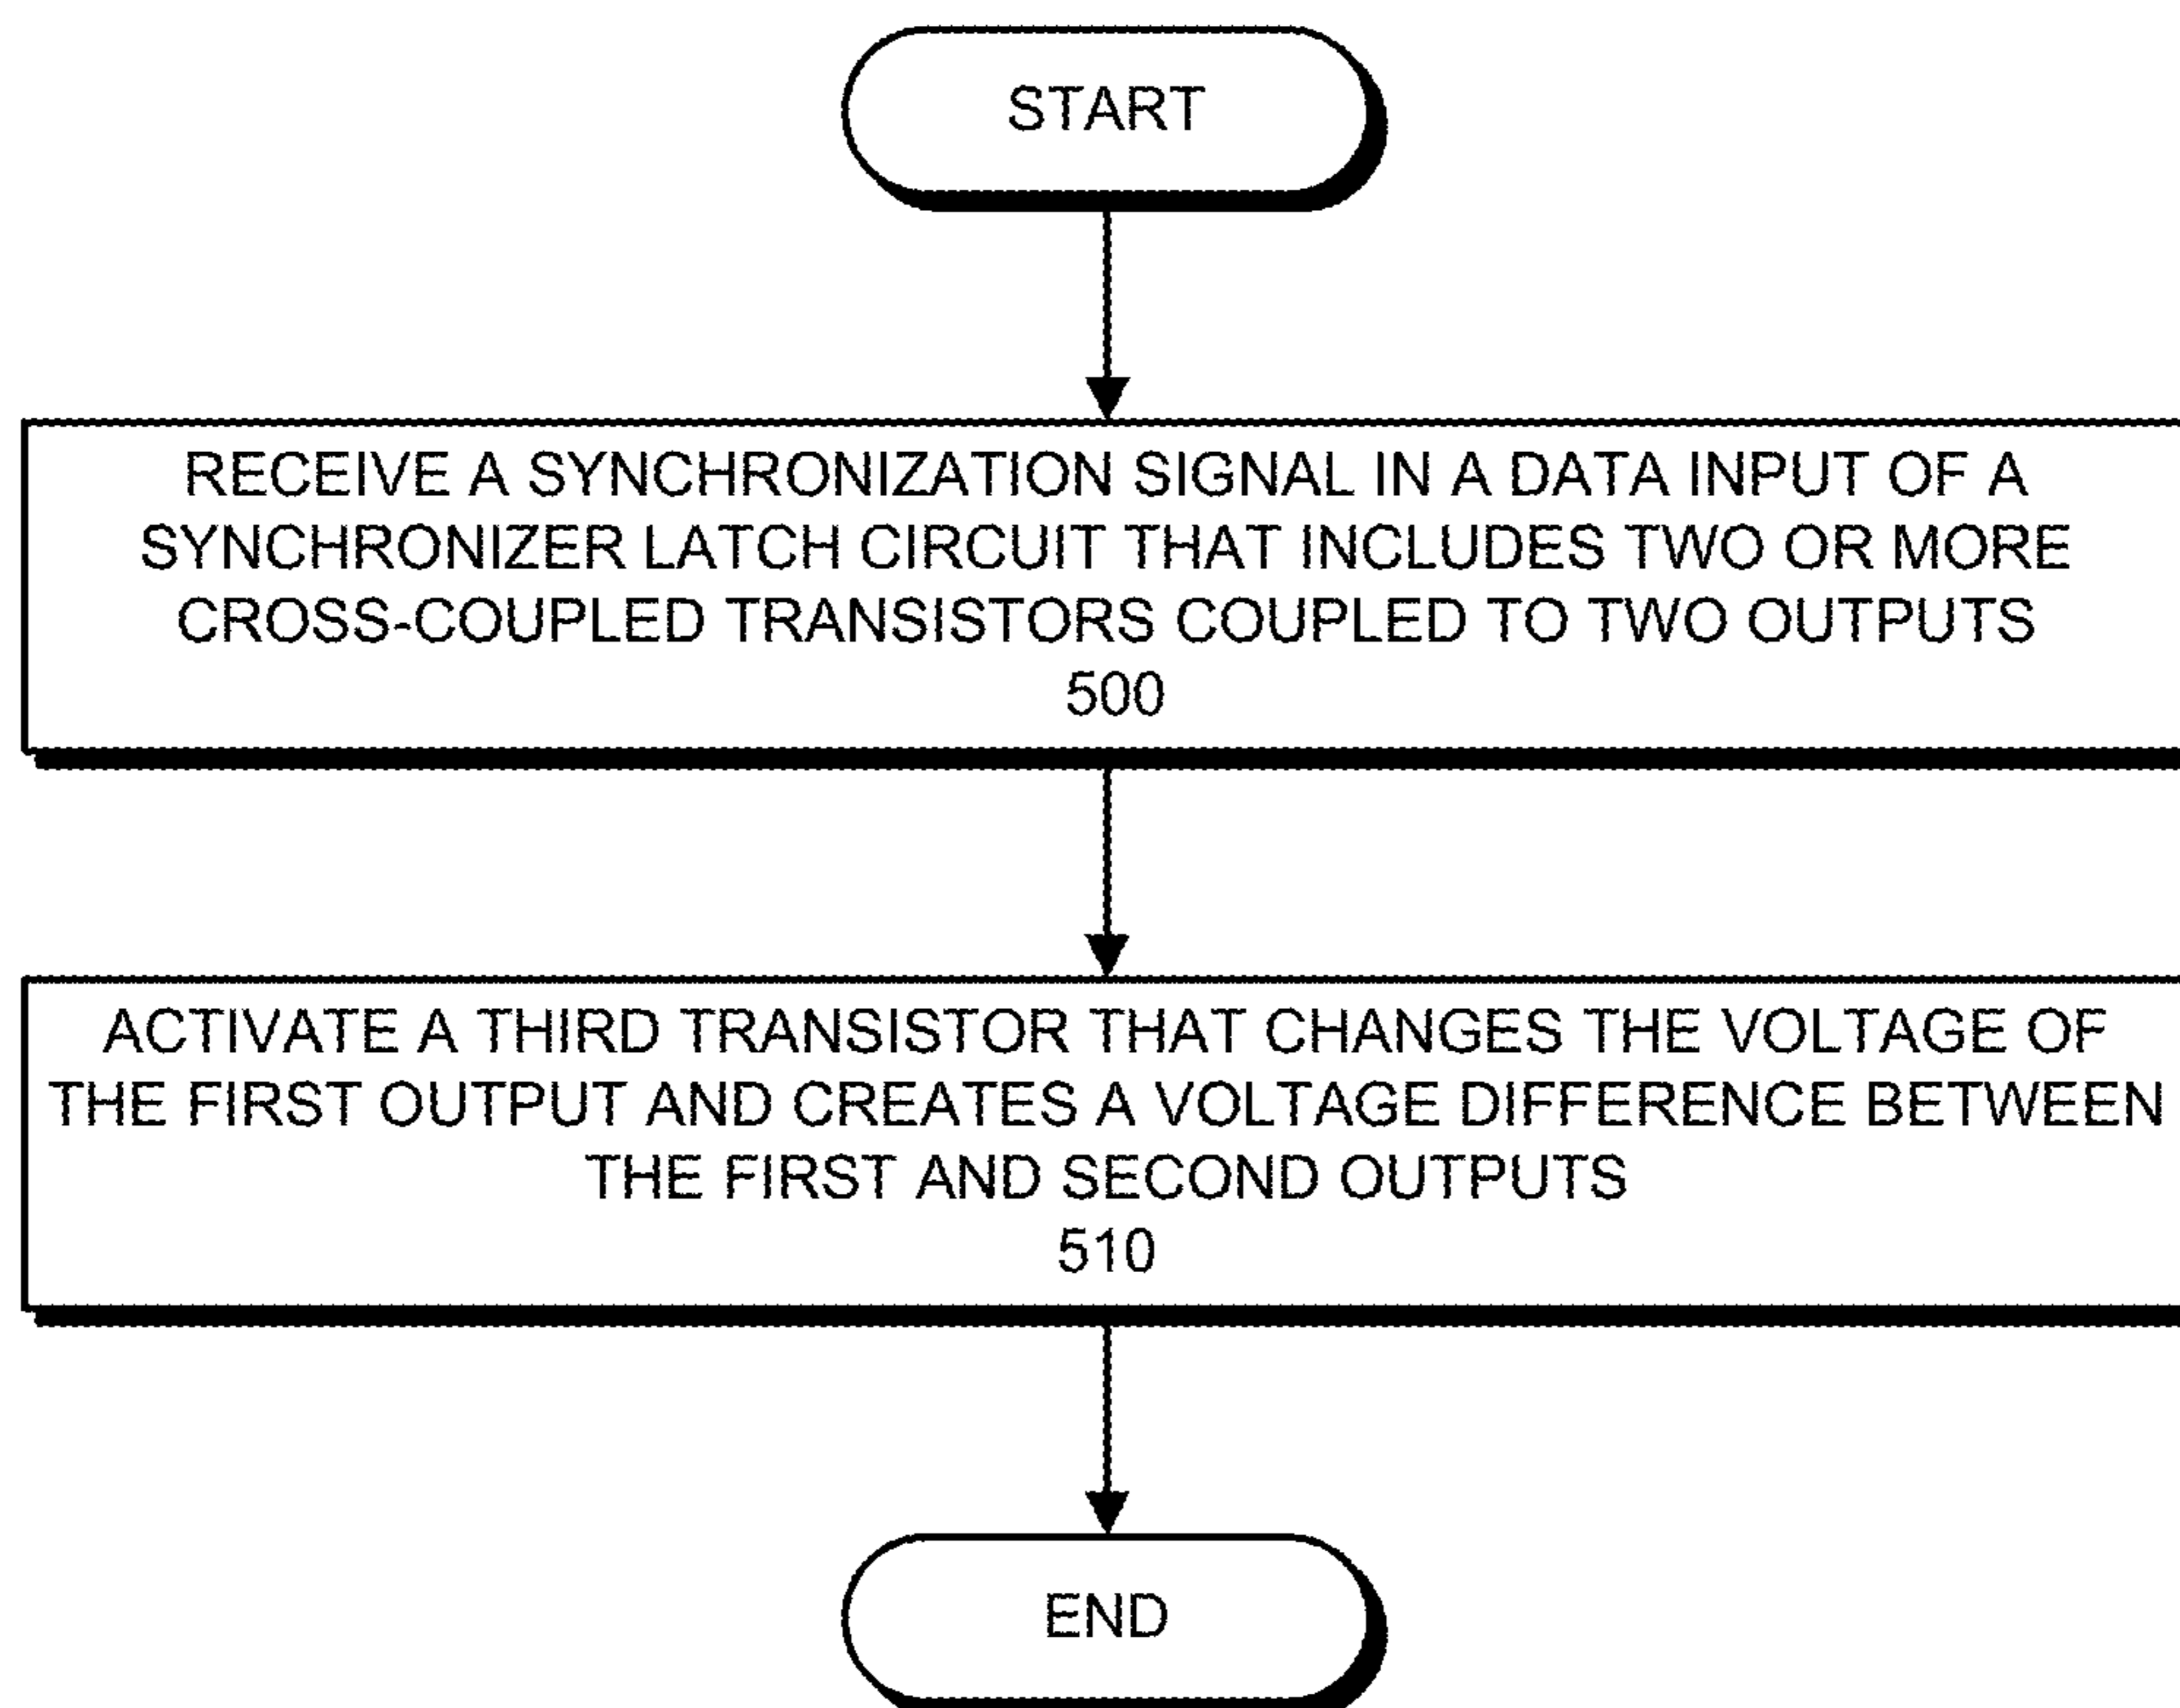 START
RECEIVE A SYNCHRONIZATION SIGNAL IN A DATA INPUT OF A
SYNCHRONIZER LATCH CIRCUIT THAT INCLUDES TWO OR MORE
CROSS-COUPLED TRANSISTORS COUPLED TO TWO OUTPUTS
500
ACTIVATE A THIRD TRANSISTOR THAT CHANGES THE VOLTAGE OF
THE FIRST OUTPUT AND CREATES A VOLTAGE DIFFERENCE BETWEEN
THE FIRST AND SECOND OUTPUTS
510
END